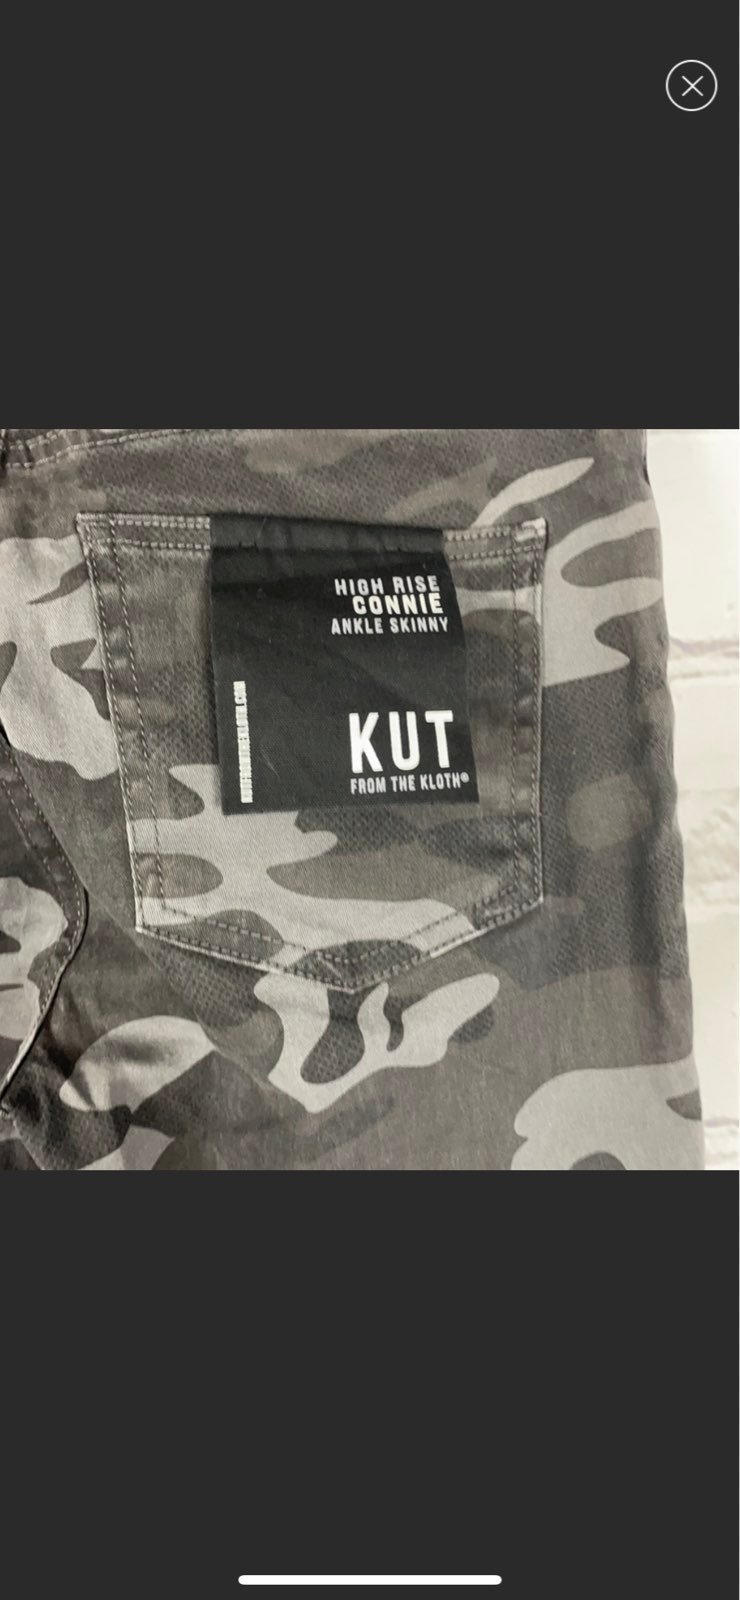 HIGH RISE
CONNIE
ANKLE SKINNY
KUT
FROM THE KLOTH®